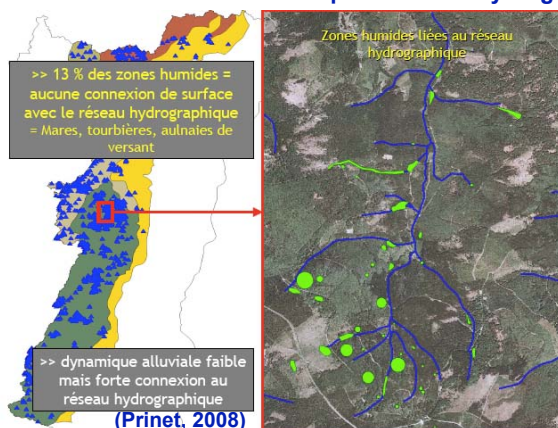 Zones humides liées au réseau
hydrographique
>> 13 % des zones humides =
aucune connexion de surface
avec le réseau hydrographique
= Mares, tourbières, aulnaies de
versant
>> dynamique alluviale faible
mais forte connexion au
réseau hydrographique
(Prinet, 2008)